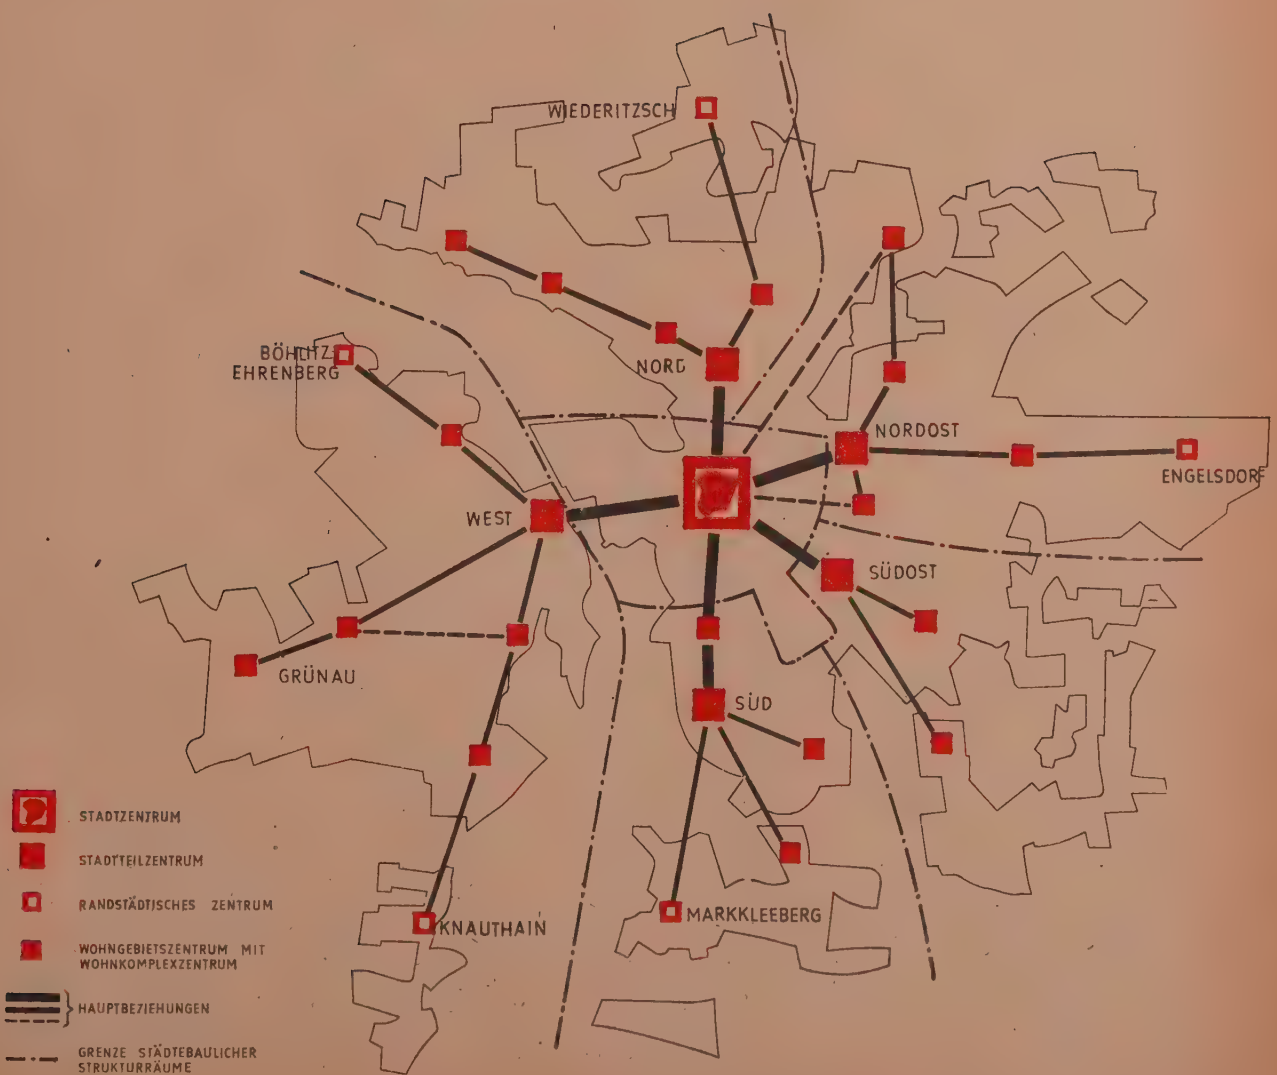 WIEDERITZSCH
NORD
BÖHLITZ-
EHRENBERG
NORDOST
ENGELSDORF
WEST
SÜDOST
GRÜNAU
SÜD
KNAUTHAIN
MARKKLEEBERG
STADTZENTRUM
STADTTEILZENTRUM
RANDSTÄDTISCHES ZENTRUM
WOHNGEBIETSZENTRUM MIT
WOHNKOMPLEXZENTRUM
HAUPTBEZIEHUNGEN
GRENZE STÄDTEBAULICHER
STRUKTURRÄUME